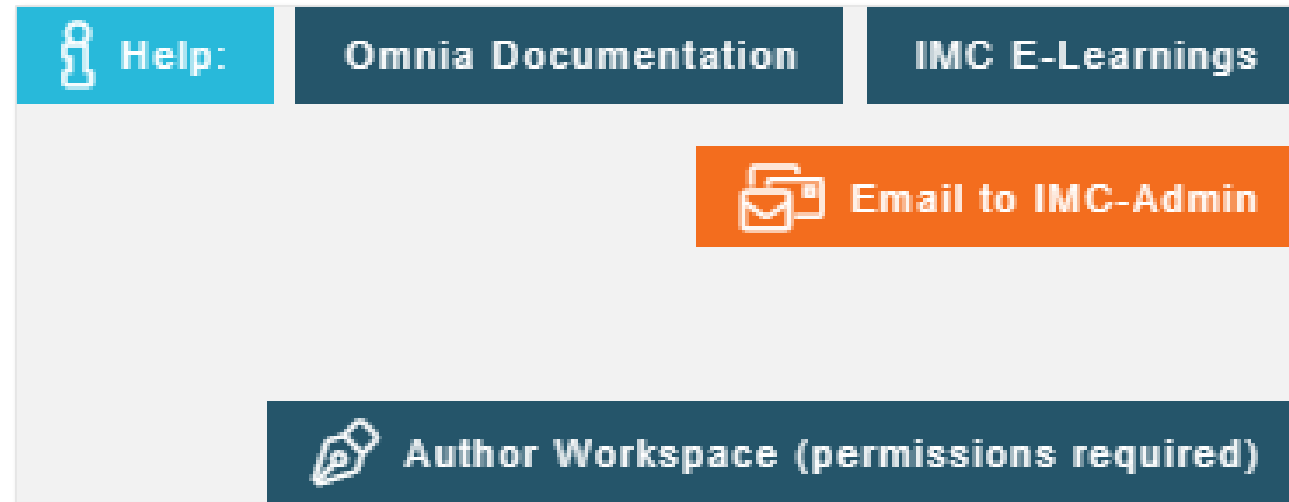 Help: Omnia Documentation IMC E-Learnings
Email to IMC-Admin
Author Workspace (permissions required)